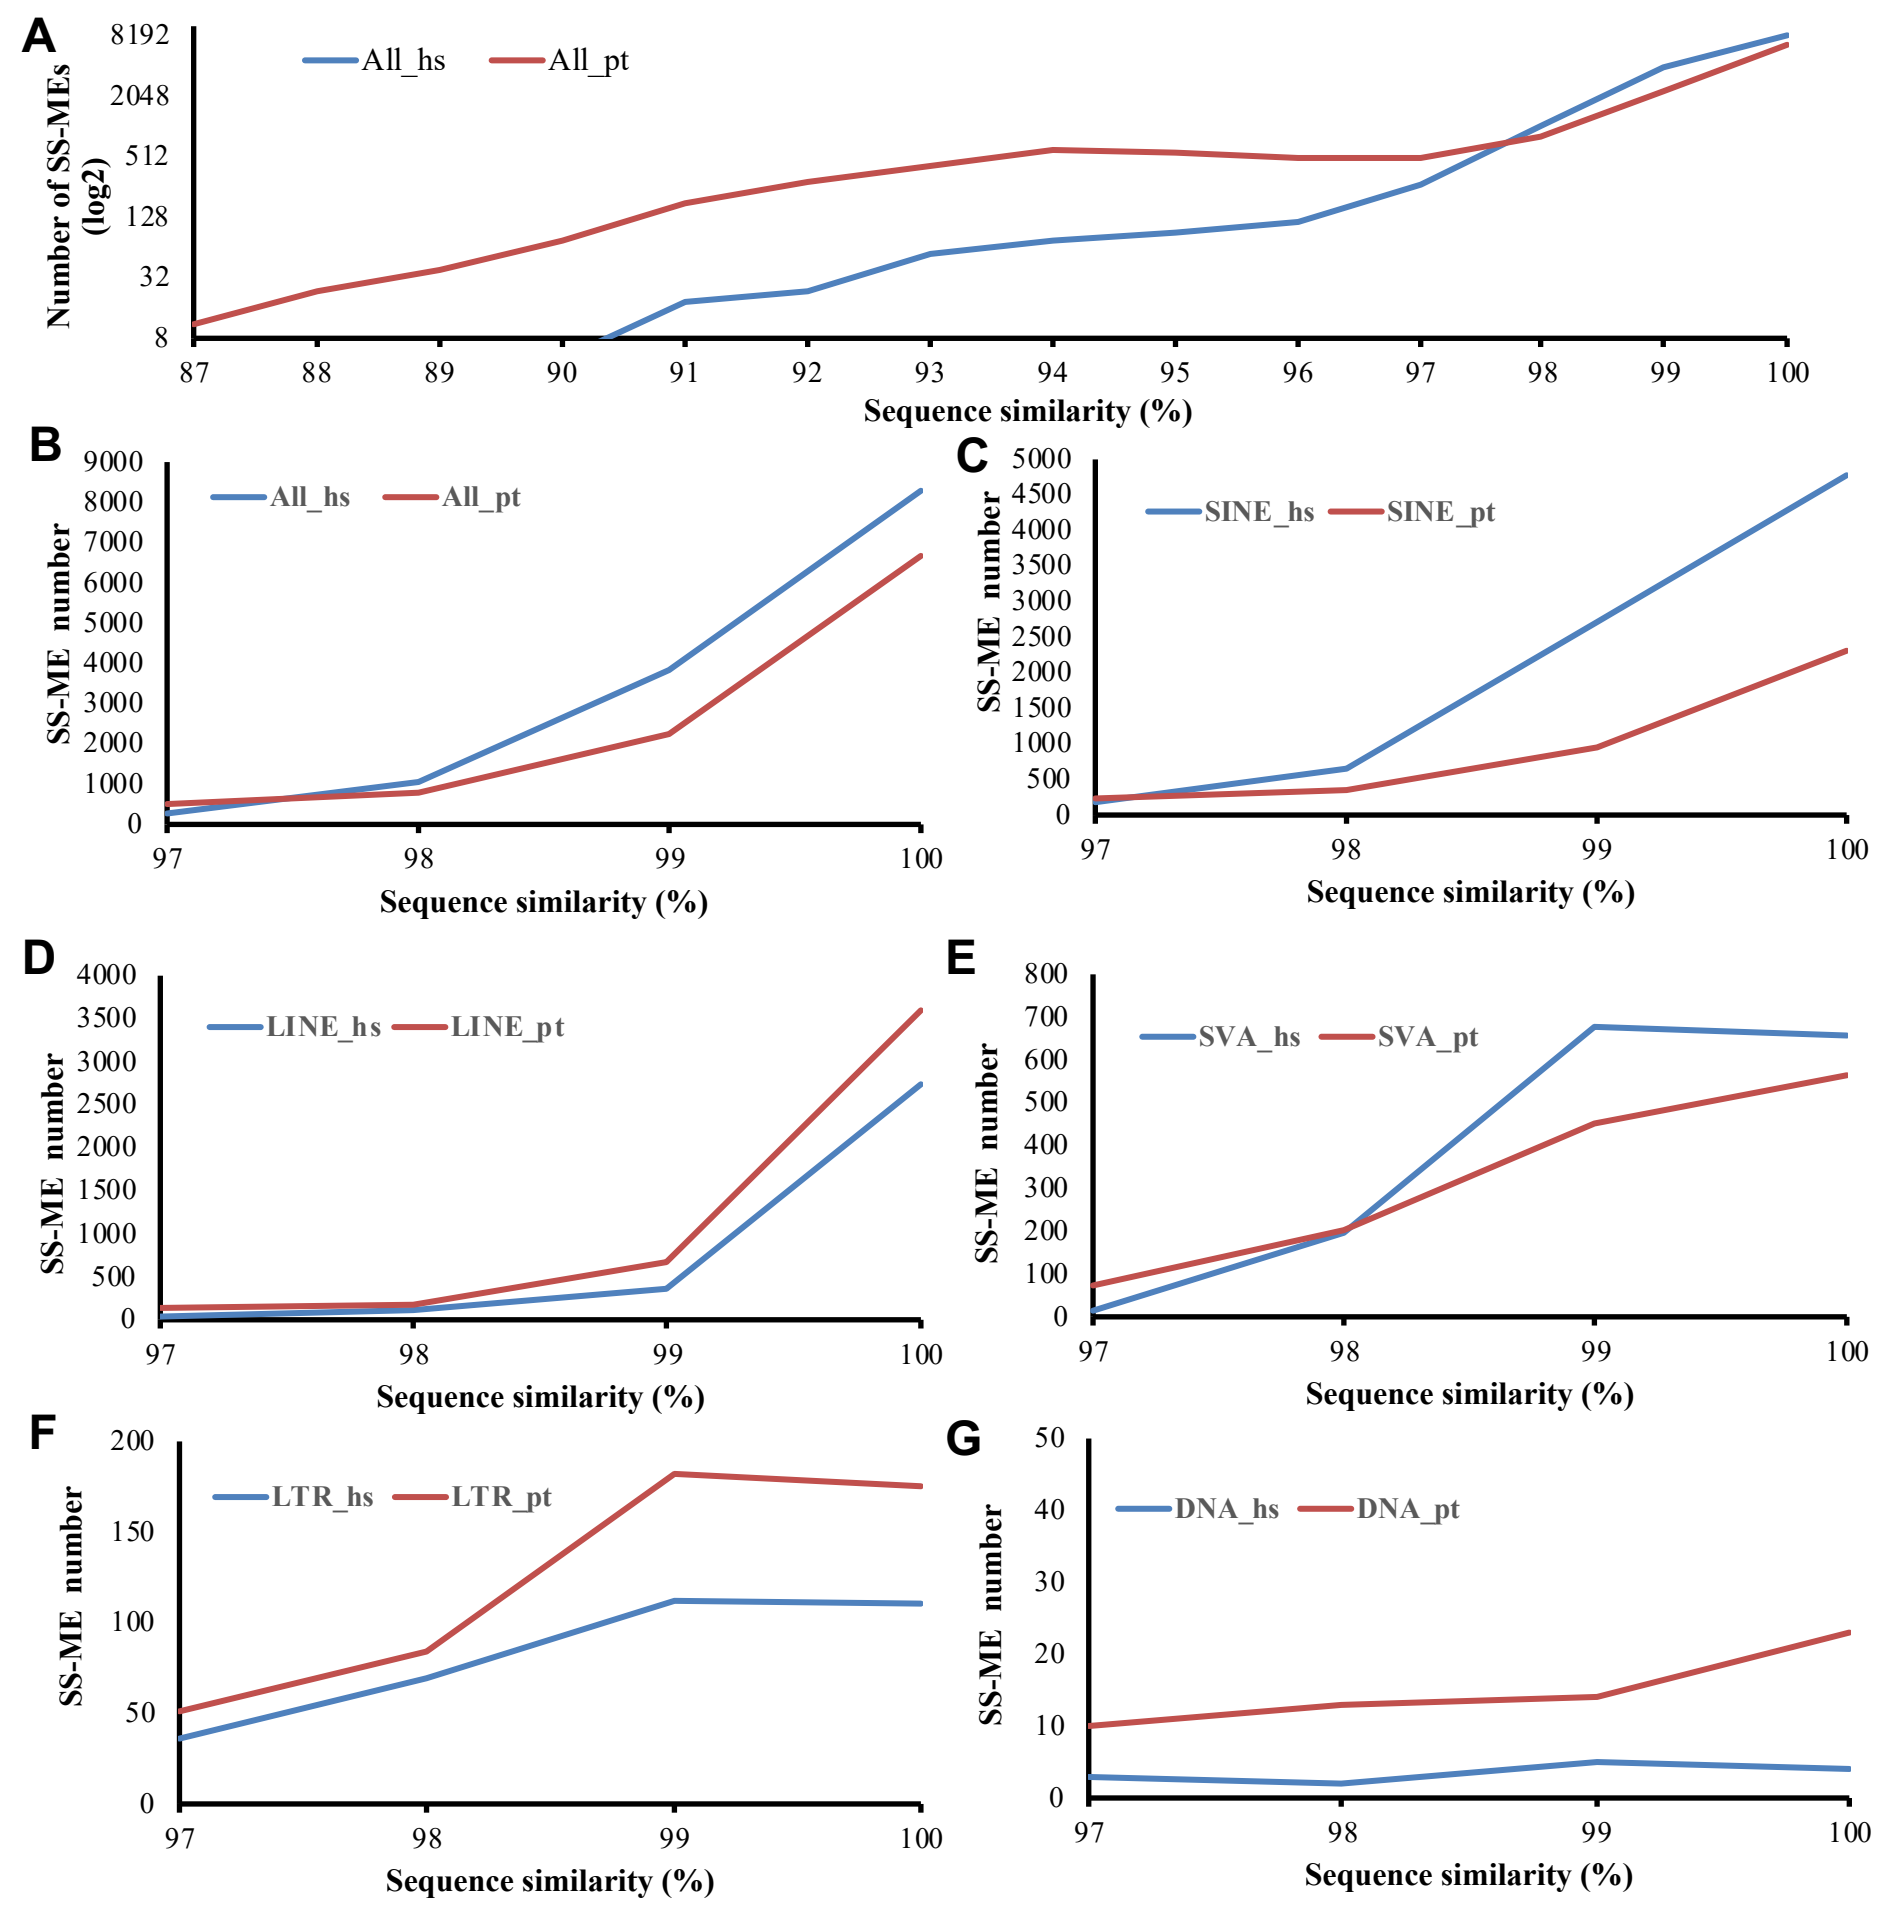 A
Number of SS-MEs
(log2)
8192
2048
512
128
32
8
All_hs All_pt
87 88 89 90 91 92 93 94 95 96 97 98 99 100
Sequence similarity (%)
B
SS-ME number
9000
8000
7000
6000
5000
4000
3000
2000
1000
0
All_hs All_pt
97 98 99 100
Sequence similarity (%)
C
SS-ME number
5000
4500
4000
3500
3000
2500
2000
1500
1000
500
0
SINE_hs SINE_pt
97 98 99 100
Sequence similarity (%)
D
SS-ME number
4000
3500
3000
2500
2000
1500
1000
500
0
LINE_hs LINE_pt
97 98 99 100
Sequence similarity (%)
E
SS-ME number
800
700
600
500
400
300
200
100
0
SVA_hs SVA_pt
97 98 99 100
Sequence similarity (%)
F
SS-ME number
200
150
100
50
0
LTR_hs LTR_pt
97 98 99 100
Sequence similarity (%)
G
SS-ME number
50
40
30
20
10
0
DNA_hs DNA_pt
97 98 99 100
Sequence similarity (%)